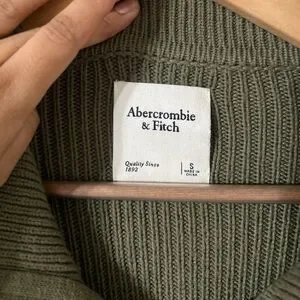 Abercrombie
& Fitch
Quality Since
1892
S
MADE IN
CHINA